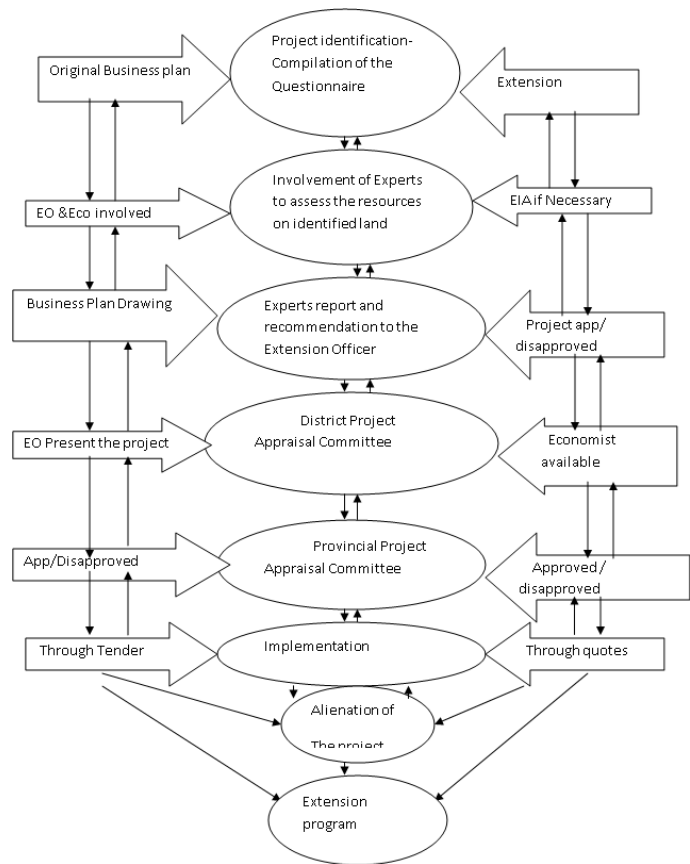 Project identification-
Compilation of the
Questionnaire
Original Business plan
Extension
Involvement of Experts
to assess the resources
on identified land
EO &Eco involved
EIA if Necessary
Business Plan Drawing
Experts report and
recommendation to the
Extension Officer
Project app/
disapproved
District Project
Appraisal Committee
EO Present the project
Economist
available
Provincial Project
Appraisal Committee
App/Disapproved
Approved /
disapproved
Implementation
Through Tender
Through quotes
Alienation of
The project
Extension
program